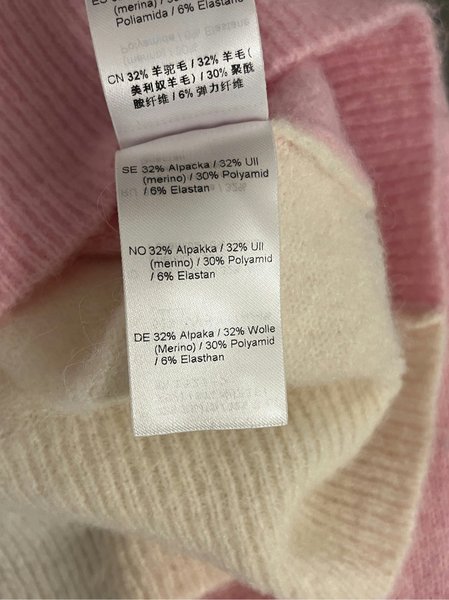 (merina) / 30%
Poliamida / 6% Elastano
CN 32% 羊驼毛 / 32% 羊毛 (
美利奴羊毛) / 30% 聚酰
胺纤维 / 6% 弹力纤维
SE 32% Alpacka / 32% Ull
(merino) / 30% Polyamid
/ 6% Elastan
NO 32% Alpakka / 32% Ull
(merino) / 30% Polyamid
/ 6% Elastan
DE 32% Alpaka / 32% Wolle
(Merino) / 30% Polyamid
/ 6% Elasthan